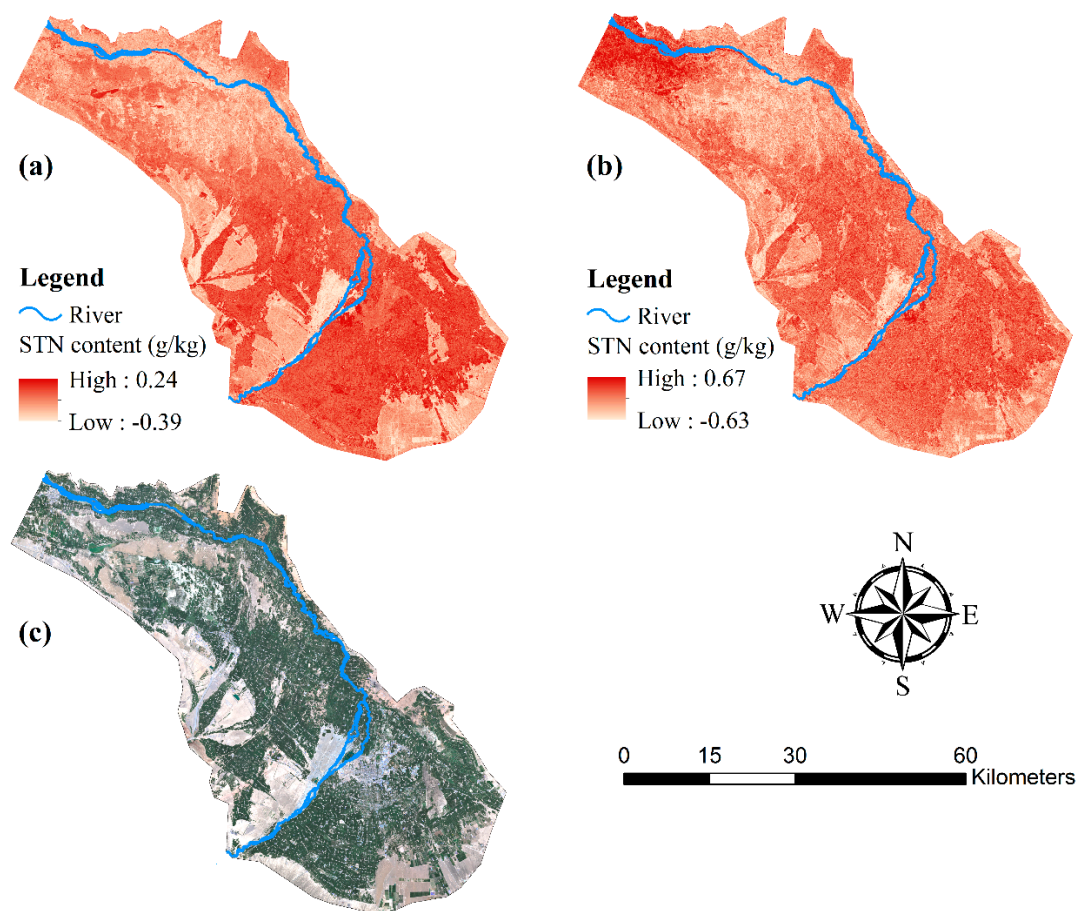 (a)
Legend
River
STN content (g/kg)
High : 0.24
Low : -0.39
(b)
Legend
River
STN content (g/kg)
High : 0.67
Low : -0.63
(c)
N
W E
S
0 15 30 60
Kilometers